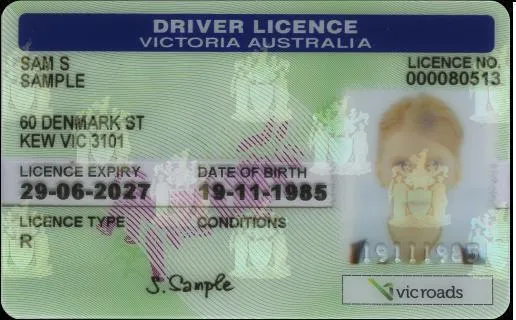 DRIVER LICENCE
VICTORIA AUSTRALIA
SAM S
SAMPLE
LICENCE NO.
000080513
60 DENMARK ST
KEW VIC 3101
LICENCE EXPIRY
29-06-2027
DATE OF BIRTH
19-11-1985
LICENCE TYPE
R
CONDITIONS
19111985
S. Sample
vicroads